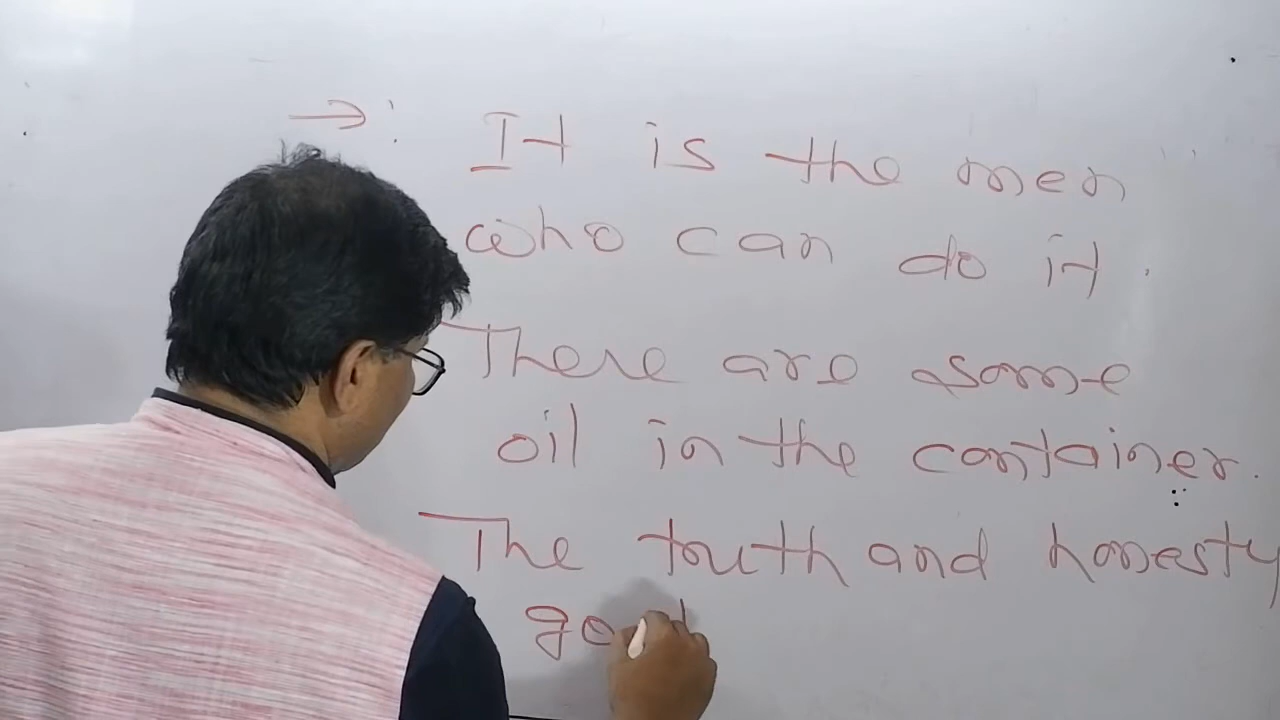 →: It is the men
who can do it.
There are some
oil in the container.
The truth and honesty
go